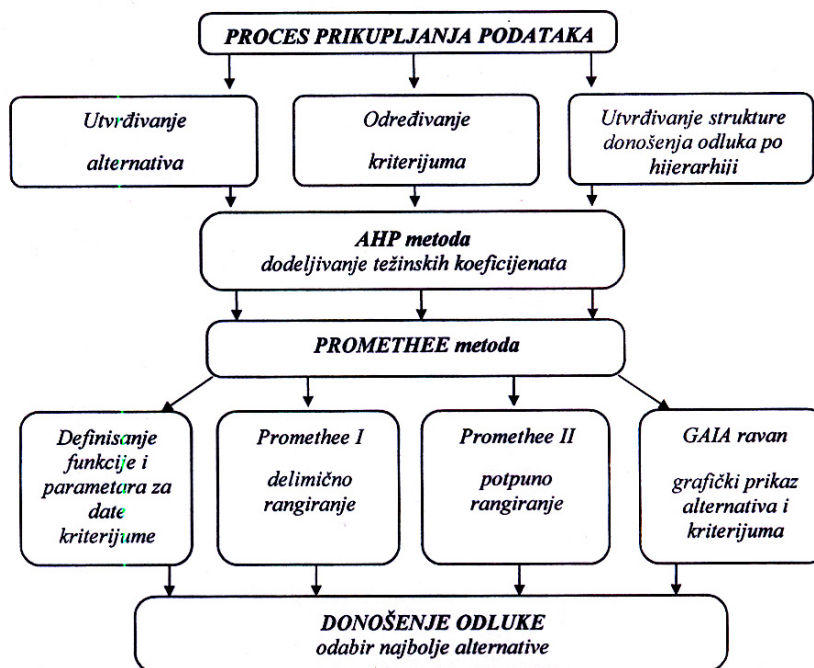 PROCES PRIKUPLJANJA PODATAKA
Utvrđivanje
alternativa
Određivanje
kriterijuma
Utvrđivanje strukture
donošenja odluka po
hijerarhiji
AHP metoda
dodeljivanje težinskih koeficijenata
PROMETHEE metoda
Definisanje
funkcije i
parametara za
date
kriterijume
Promethee I
delimično
rangiranje
Promethee II
potpuno
rangiranje
GAIA ravan
grafički prikaz
alternativa i
kriterijuma
DONOŠENJE ODLUKE
odabir najbolje alternative